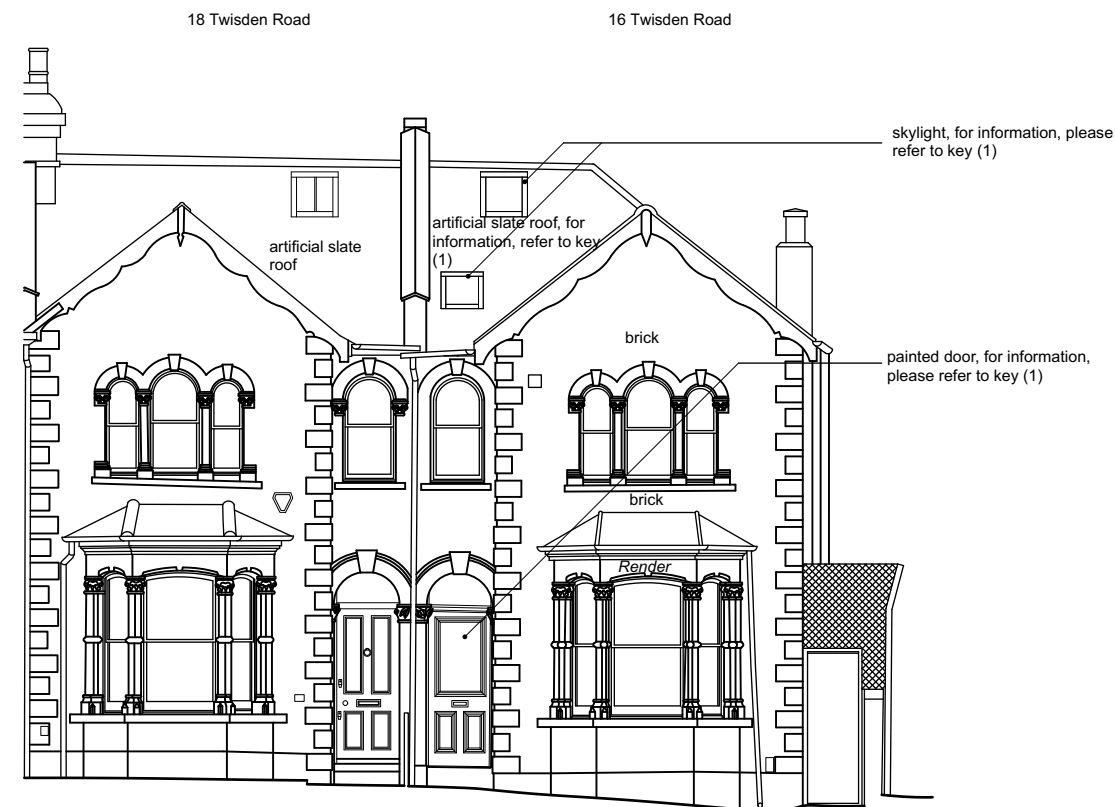 18 Twisden Road
16 Twisden Road
skylight, for information, please
refer to key (1)
artificial slate roof, for
information, refer to key
(1)
artificial slate
roof
brick
painted door, for information,
please refer to key (1)
brick
Render